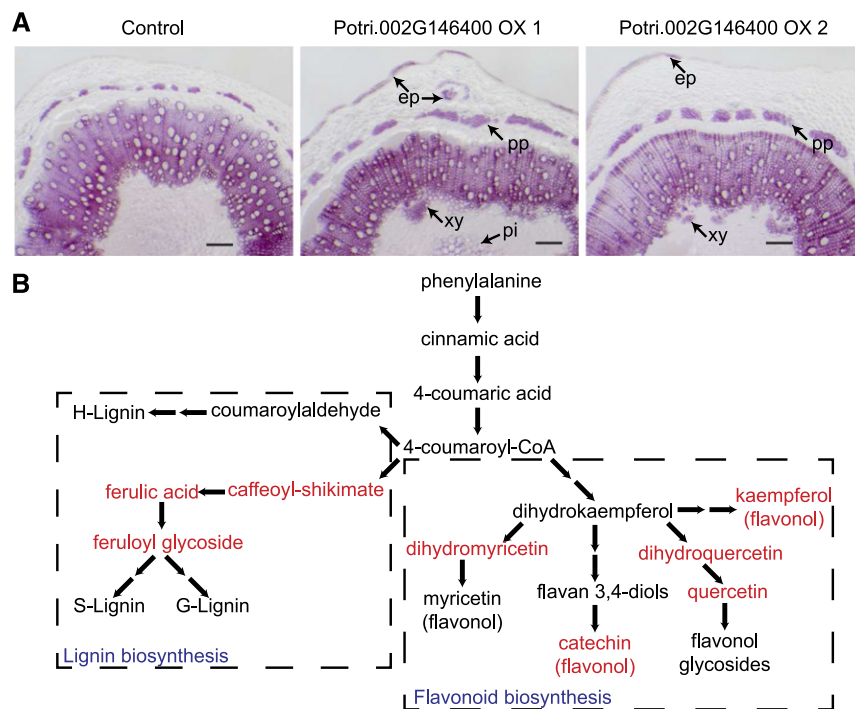 A
Control
Potri.002G146400 OX 1
Potri.002G146400 OX 2
ep
pp
xy
pi
ep
pp
xy
B
phenylalanine
cinnamic acid
4-coumaric acid
4-coumaroyl-CoA
H-Lignin
coumaroylaldehyde
ferulic acid
caffeoyl-shikimate
feruloyl glycoside
S-Lignin
G-Lignin
Lignin biosynthesis
dihydrokaempferol
kaempferol
(flavonol)
dihydromyricetin
dihydroquercetin
myricetin
(flavonol)
flavan 3,4-diols
quercetin
catechin
(flavonol)
flavonol
glycosides
Flavonoid biosynthesis